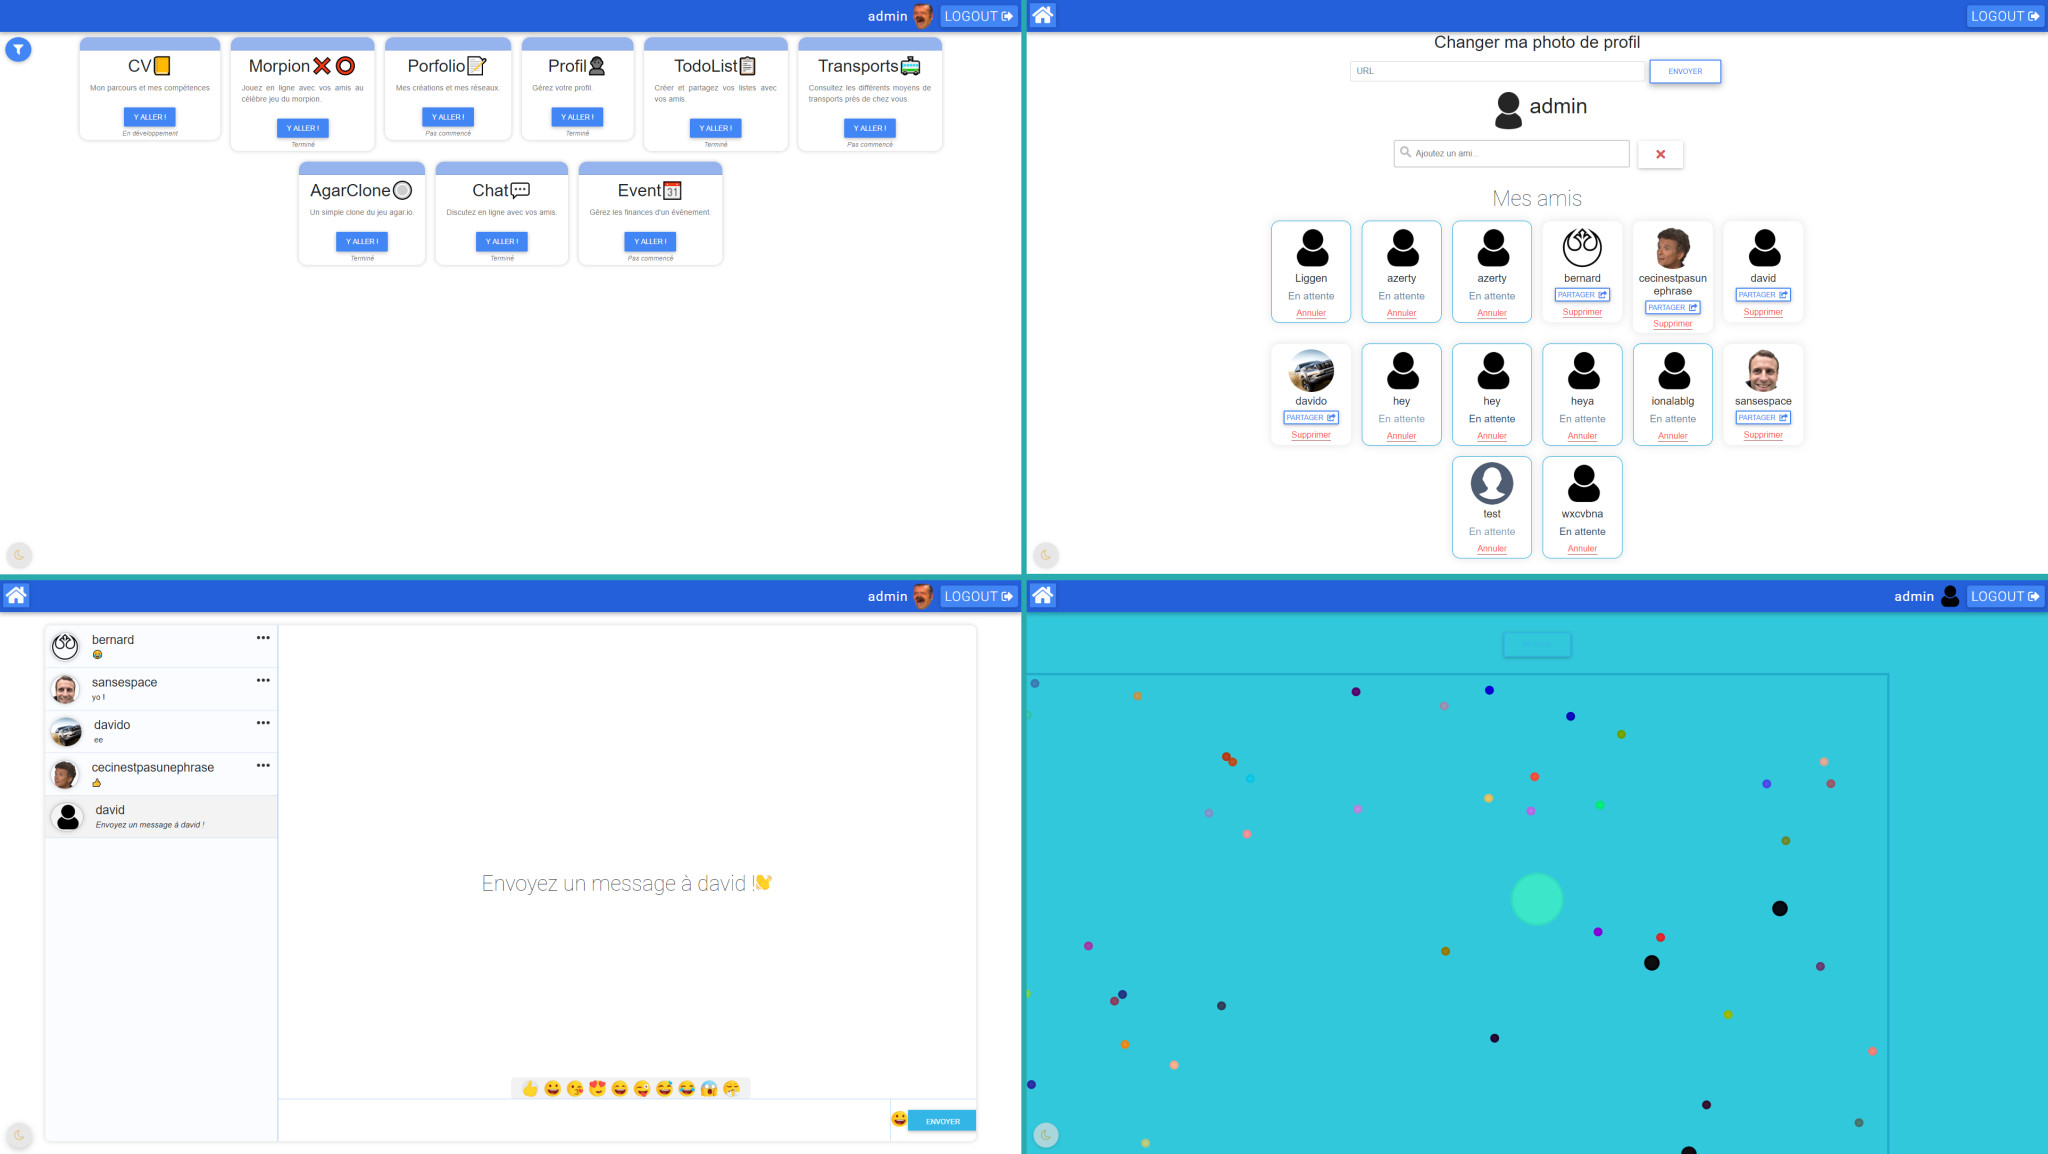 admin LOGOUT
CV
Mon parcours et mes compétences
Y ALLER !
En développement
Morpion
Jouez en ligne avec vos amis au
célèbre jeu du morpion.
Y ALLER !
Terminé
Porfolio
Mes créations et mes réseaux.
Y ALLER !
Pas commencé
Profil
Gérez votre profil.
Y ALLER !
Terminé
TodoList
Créer et partagez vos listes avec
vos amis.
Y ALLER !
Terminé
Transports
Consultez les différents moyens de
transports près de chez vous.
Y ALLER !
Pas commencé
AgarClone
Un simple clone du jeu agar.io.
Y ALLER !
Terminé
Chat
Discutez en ligne avec vos amis.
Y ALLER !
Terminé
Event
31
Gérez les finances d'un événement.
Y ALLER !
Pas commencé
LOGOUT
Changer ma photo de profil
URL
ENVOYER
admin
Ajoutez un ami...
Mes amis
Liggen
En attente
Annuler
azerty
En attente
Annuler
azerty
En attente
Annuler
bernard
PARTAGER
Supprimer
cecinestpasun
ephrase
PARTAGER
Supprimer
david
PARTAGER
Supprimer
davido
PARTAGER
Supprimer
hey
En attente
Annuler
hey
En attente
Annuler
heya
En attente
Annuler
ionalablg
En attente
Annuler
sansespace
PARTAGER
Supprimer
test
En attente
Annuler
wxcvbna
En attente
Annuler
admin LOGOUT
bernard
sansespace
yo !
davido
ee
cecinestpasunephrase
david
Envoyez un message à david !
Envoyez un message à david !
ENVOYER
admin LOGOUT